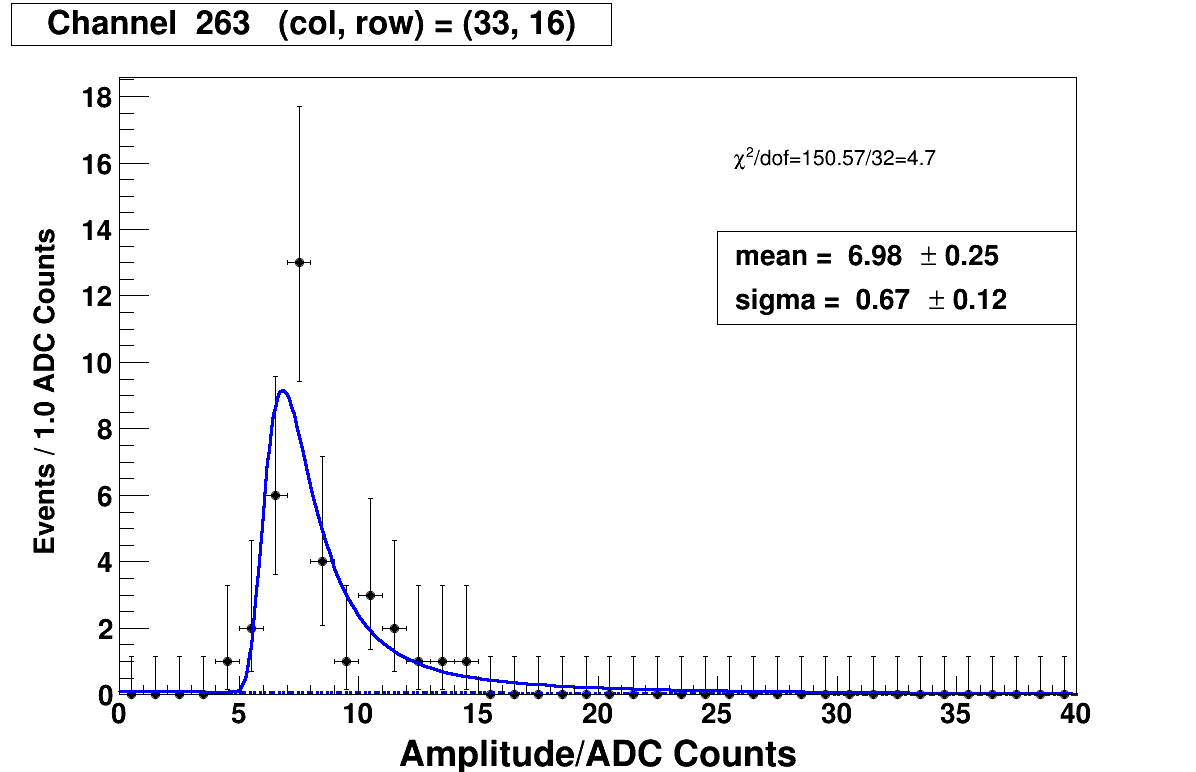 Channel 263 (col, row) = (33, 16)
χ²/dof=150.57/32=4.7
mean = 6.98 ± 0.25
sigma = 0.67 ± 0.12
Events / 1.0 ADC Counts
18
16
14
12
10
8
6
4
2
0
0 5 10 15 20 25 30 35 40
Amplitude/ADC Counts